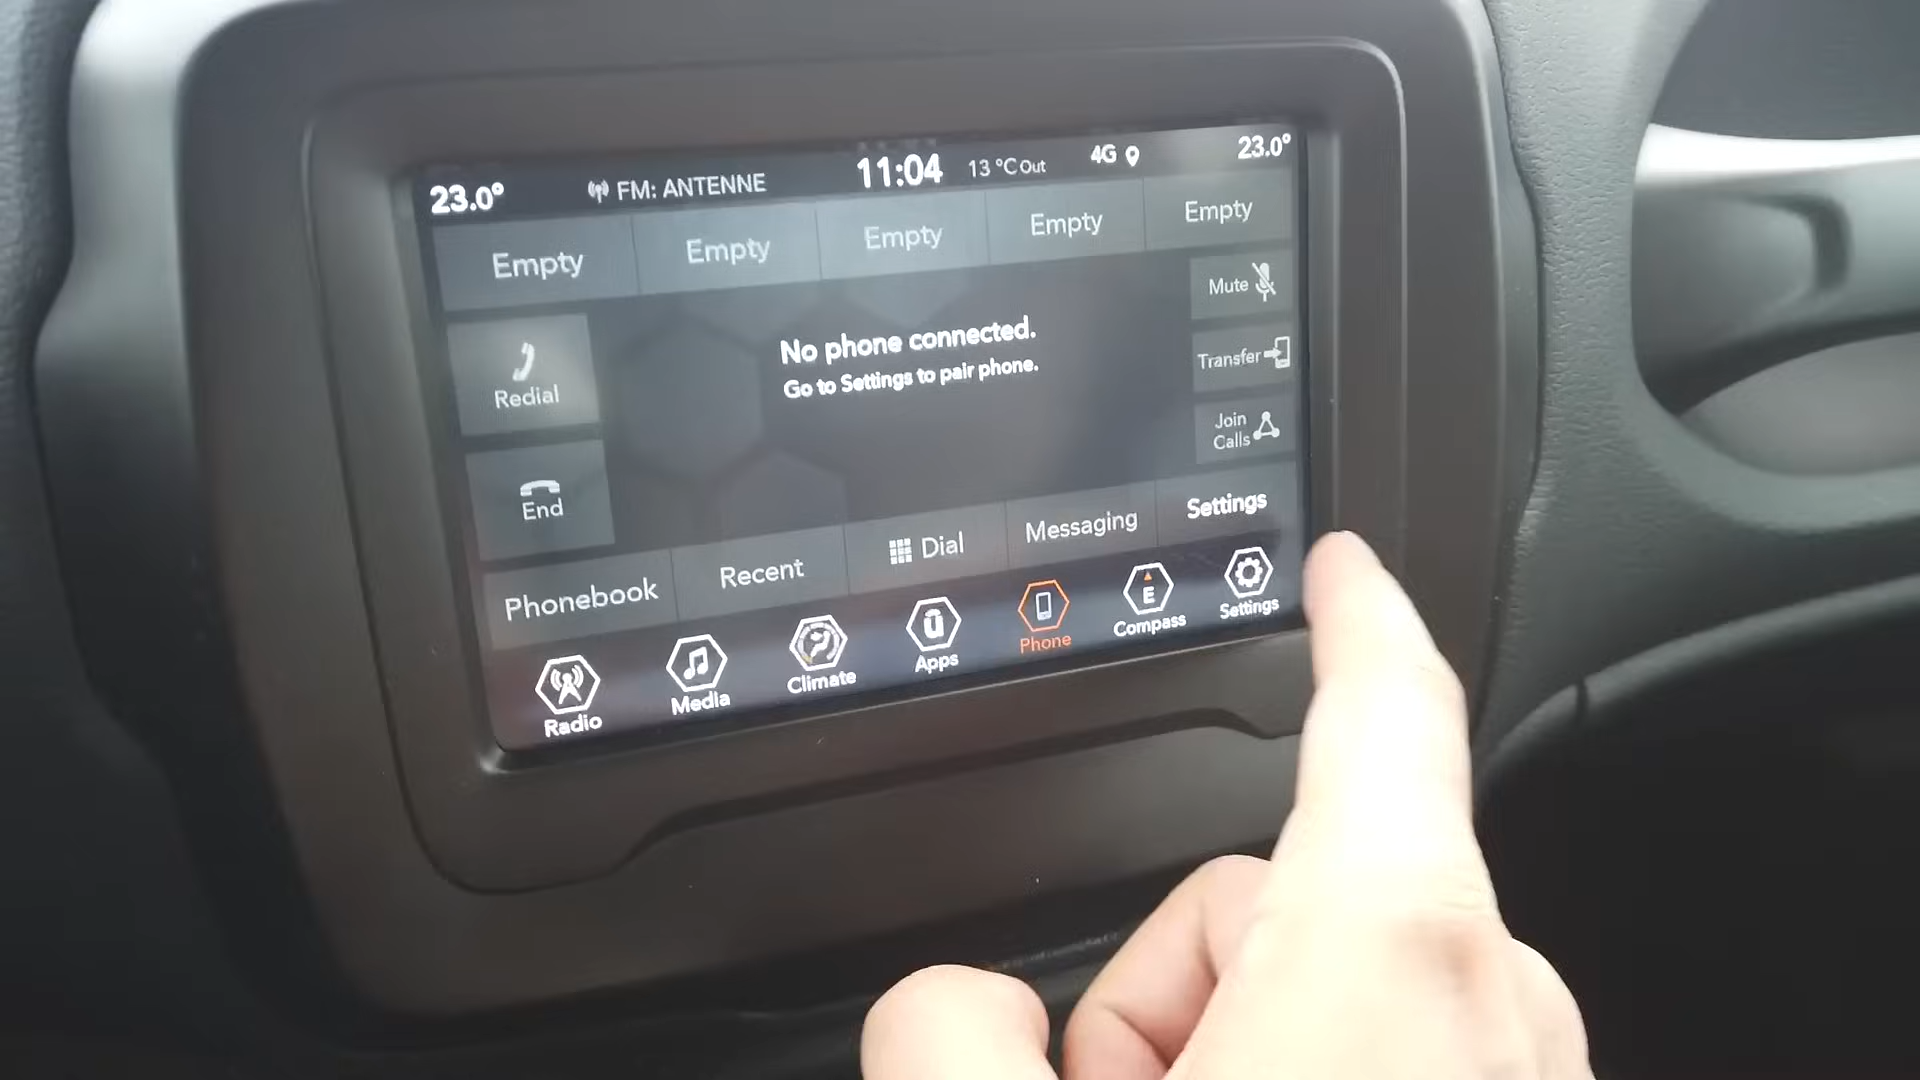 23.0° FM: ANTENNE 11:04 13 °C Out 4G 23.0°
Empty Empty Empty Empty Empty
Mute
No phone connected.
Go to Settings to pair phone.
Redial
Transfer
Join
Calls
End
Phonebook Recent Dial Messaging Settings
Radio Media Climate Apps Phone E Compass Settings